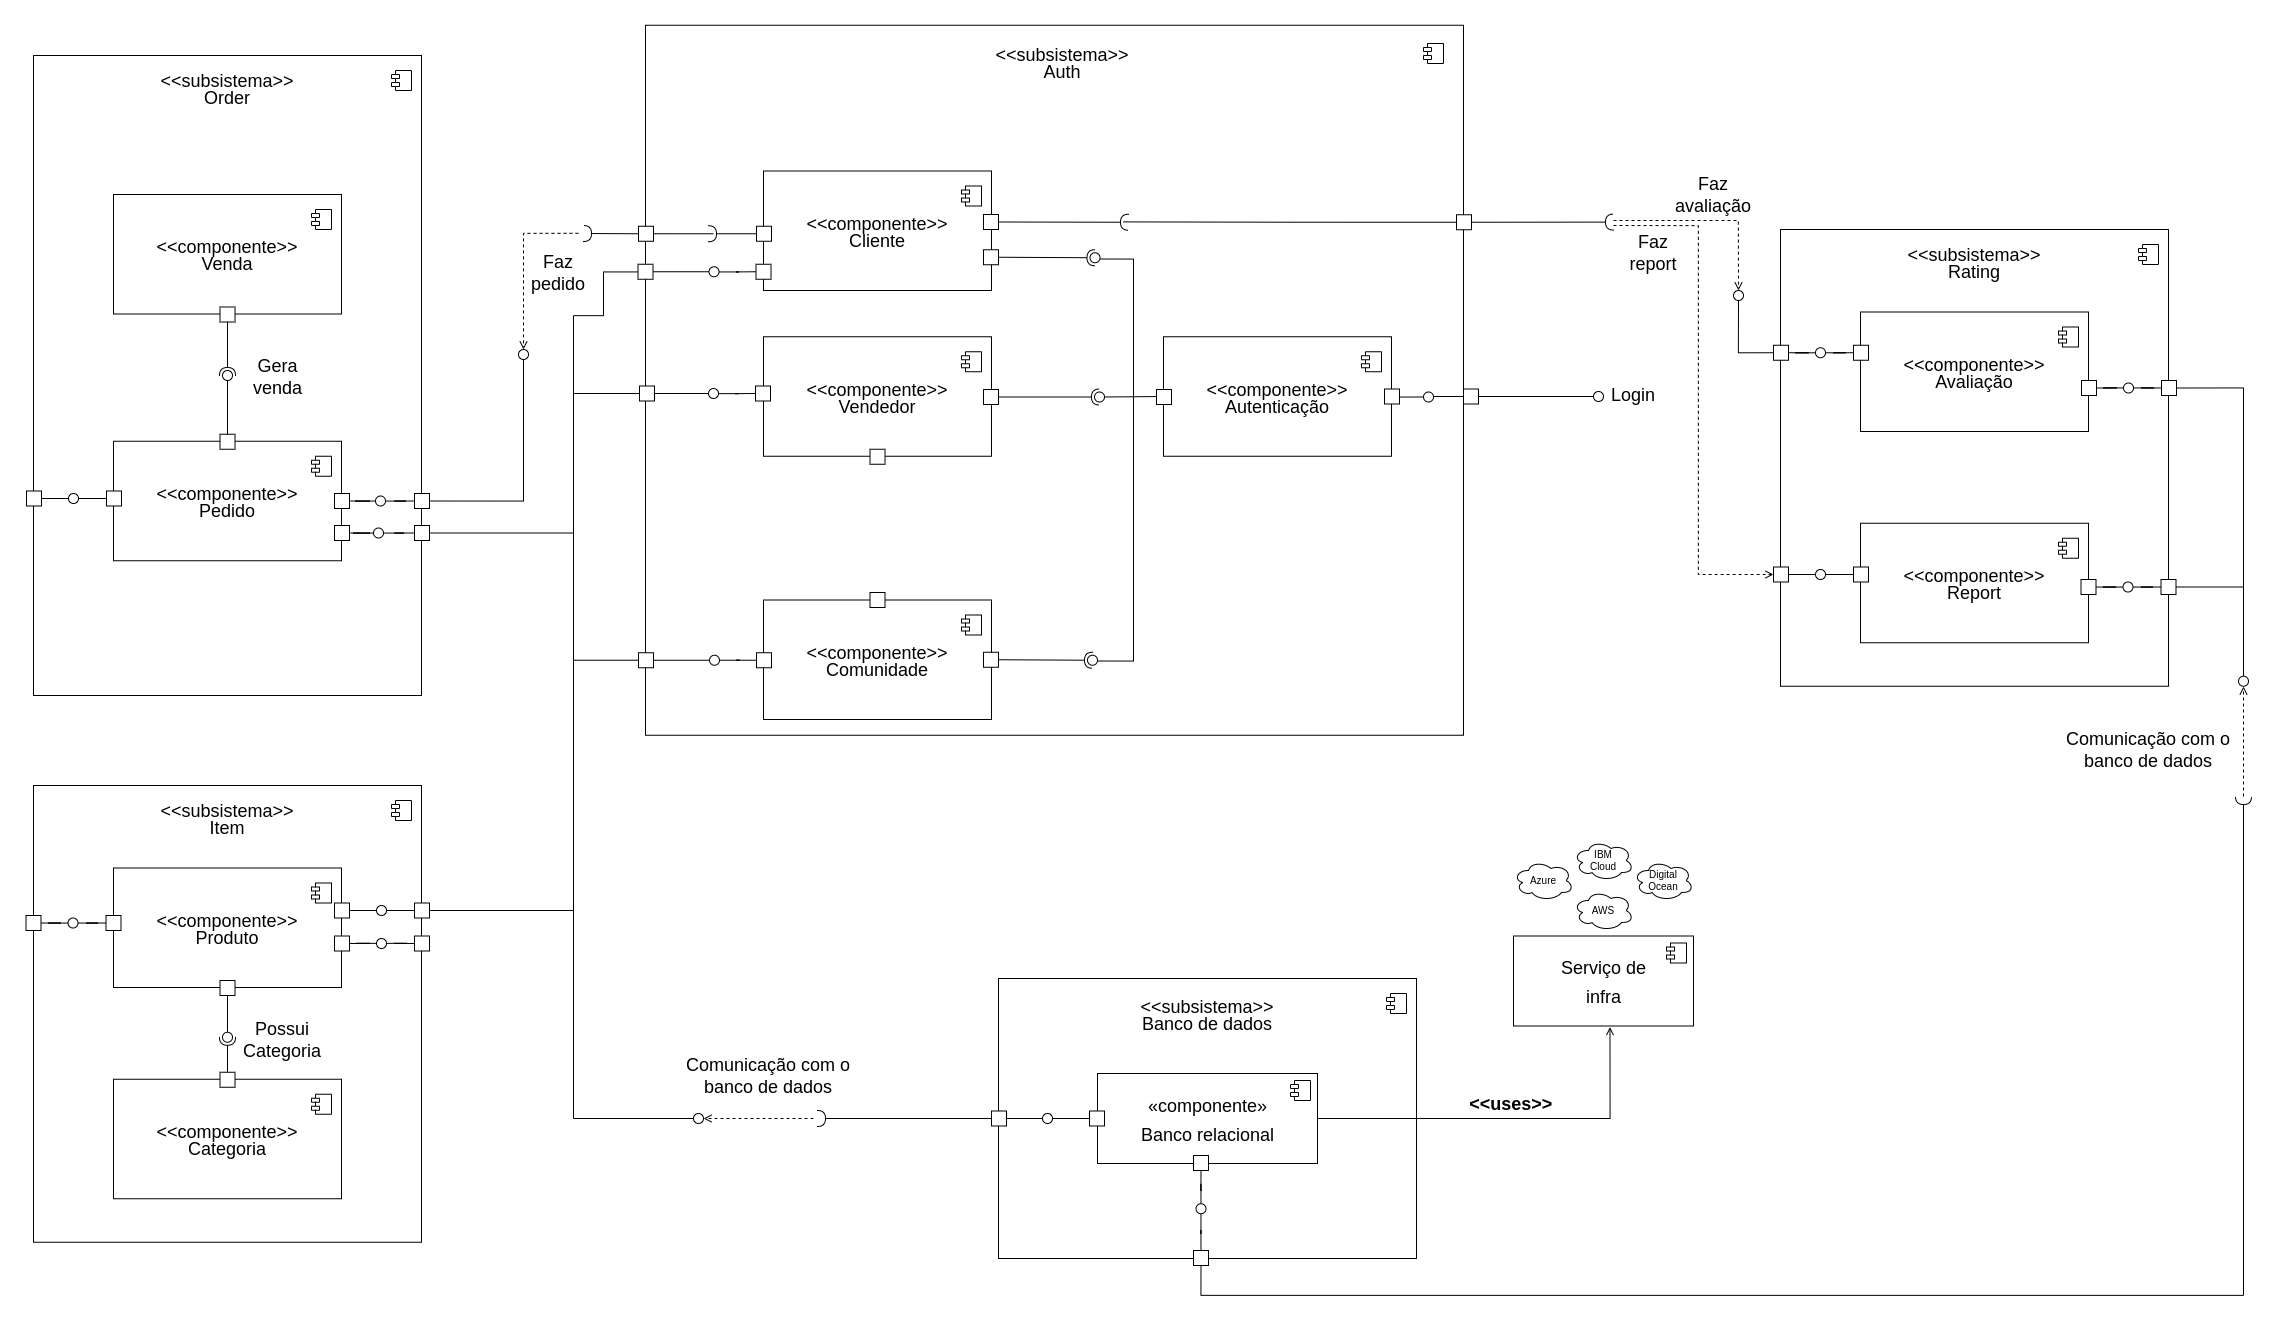 <<subsistema>>
Order
<<componente>>
Venda
Gera
venda
<<componente>>
Pedido
Faz
pedido
<<subsistema>>
Auth
<<componente>>
Cliente
<<componente>>
Vendedor
<<componente>>
Autenticação
Login
<<componente>>
Comunidade
Faz
avaliação
Faz
report
<<subsistema>>
Rating
<<componente>>
Avaliação
<<componente>>
Report
Comunicação com o
banco de dados
<<subsistema>>
Item
<<componente>>
Produto
Possui
Categoria
<<componente>>
Categoria
Comunicação com o
banco de dados
<<subsistema>>
Banco de dados
«componente»
Banco relacional
<<uses>>
IBM
Cloud
Azure
Digital
Ocean
AWS
Serviço de
infra